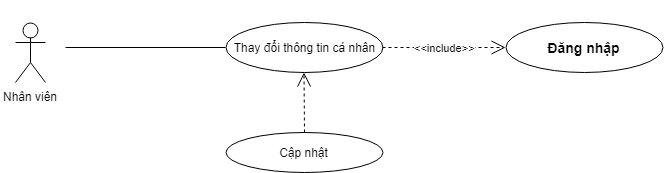 Thay đổi thông tin cá nhân
<<include>>
Đăng nhập
Nhân viên
Cập nhật